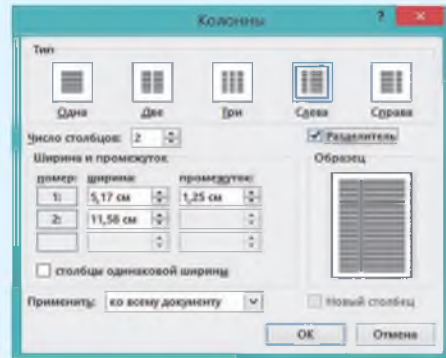 Колонны
?
Тип
Одна Две Три Слева Справа
Число столбцов: 2 Разделитель
Ширина и промежуток Образец
номер: ширина: промежуток:
1: 5,17 см 1,25 см
2: 11,58 см
столбцы одинаковой ширины
Применить: ко всему документу Новый столбец
ОК Отмена